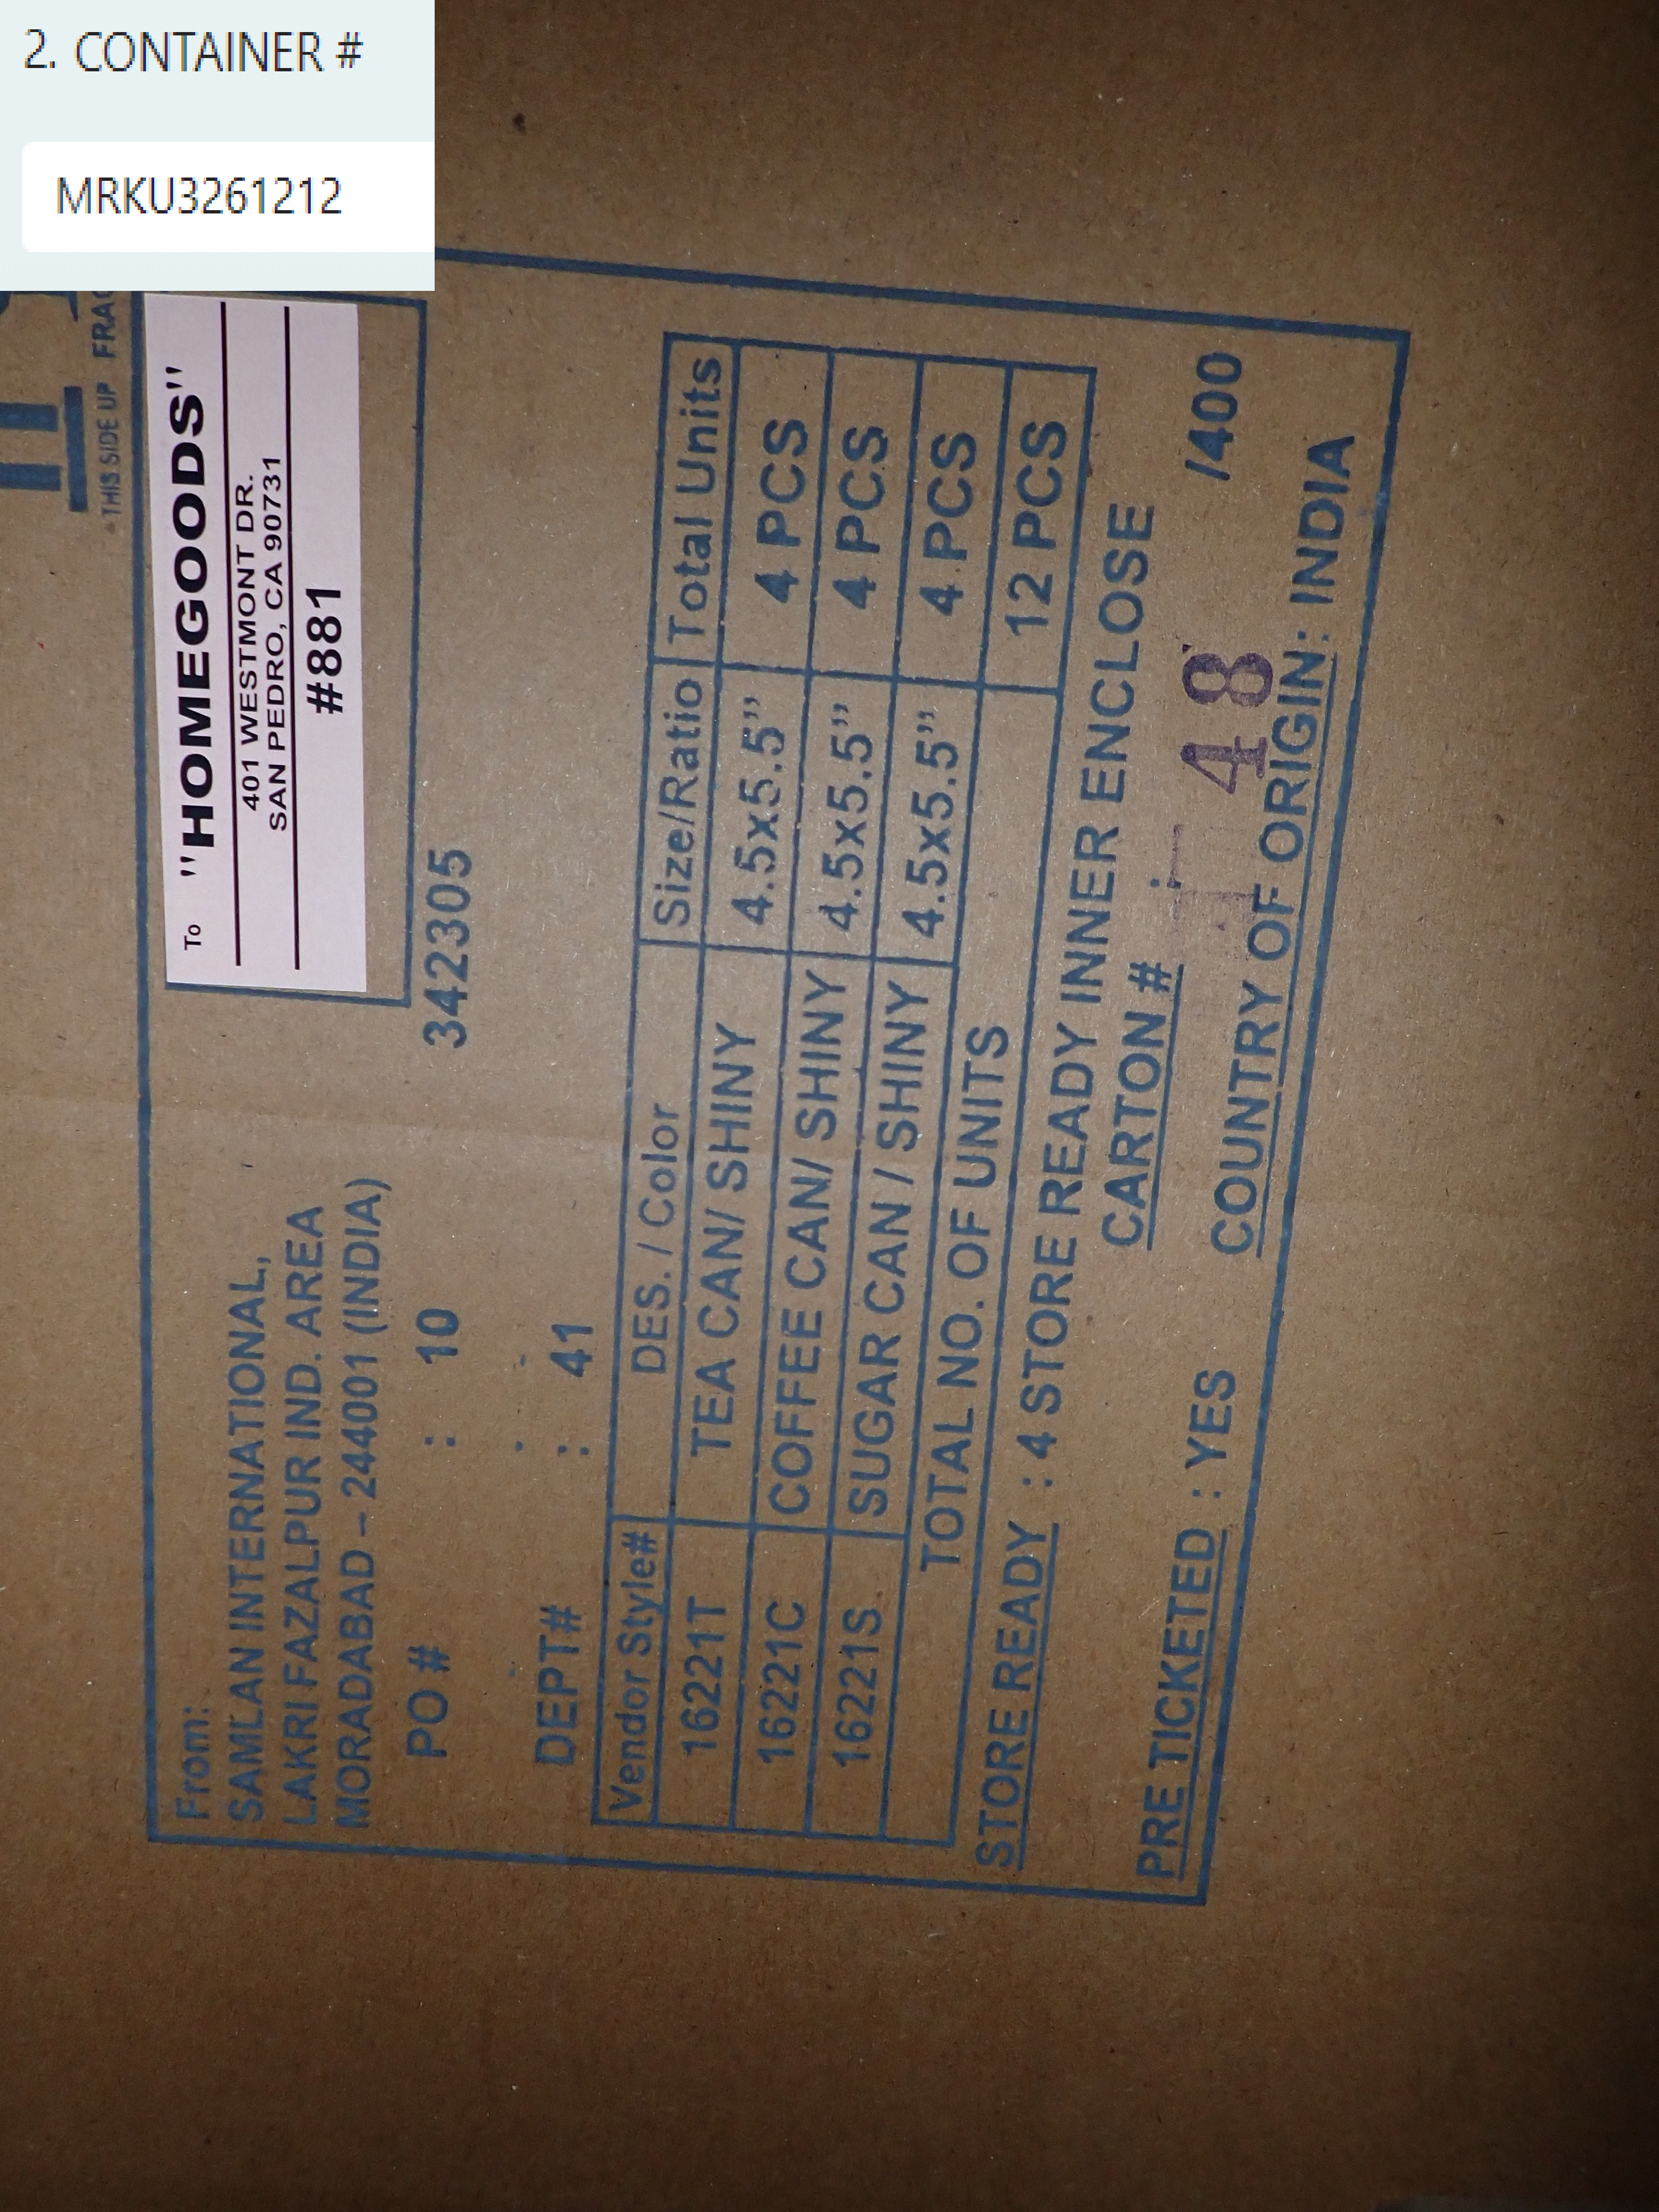 2. CONTAINER #
MRKU3261212
THIS SIDE UP
To "HOMEGOODS"
401 WESTMONT DR.
SAN PEDRO, CA 90731
#881
From:
SAMLAN INTERNATIONAL,
LAKRI FAZALPUR IND. AREA
MORADABAD – 244001 (INDIA)
PO # : 10 342305
DEPT# : 41
Vendor Style# DES. / Color Size/Ratio Total Units
16221T TEA CAN/ SHINY 4.5x5.5” 4 PCS
16221C COFFEE CAN/ SHINY 4.5x5.5” 4 PCS
16221S SUGAR CAN / SHINY 4.5x5.5” 4 PCS
TOTAL NO. OF UNITS 12 PCS
STORE READY : 4 STORE READY INNER ENCLOSE
CARTON # : 48 /400
PRE TICKETED : YES COUNTRY OF ORIGIN: INDIA